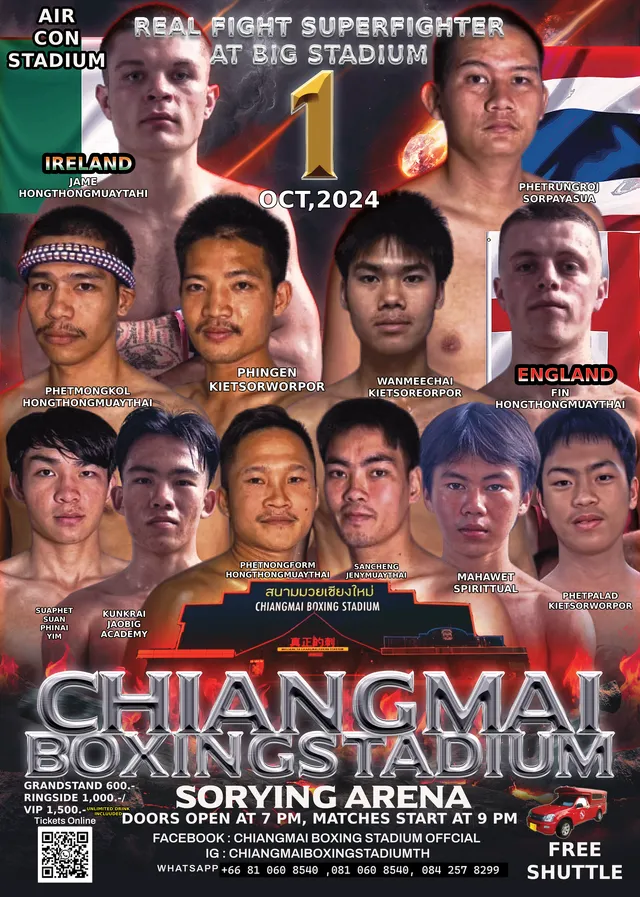 AIR
CON
STADIUM
REAL FIGHT SUPERFIGHTER
AT BIG STADIUM
1
OCT,2024
IRELAND
JAME
HONGTHONGMUAYTAHI
PHETRUNGROJ
SORPAYASUA
PHETMONGKOL
HONGTHONGMUAYTHAI
PHINGEN
KIETSORWORPOR
WANMEECHAI
KIETSOREORPOR
ENGLAND
FIN
HONGTHONGMUAYTHAI
SUAPHET
SUAN
PHINAI
YIM
KUNKRAI
JAOBIG
ACADEMY
PHETNONGFORM
HONGTHONGMUAYTHAI
SANCHENG
JENYMUAYTHAI
MAHAWET
SPIRITTUAL
PHETPALAD
KIETSORWORPOR
สนามมวยเชียงใหม่
CHIANGMAI BOXING STADIUM
CHIANGMAI
BOXINGSTADIUM
GRANDSTAND 600.-
RINGSIDE 1,000.-/
VIP 1,500.- UNLIMITED DRINK
INCLUUDED
Tickets Online
SORYING ARENA
DOORS OPEN AT 7 PM, MATCHES START AT 9 PM
FACEBOOK : CHIANGMAI BOXING STADIUM OFFCIAL
IG : CHIANGMAIBOXINGSTADIUMTH
WHATSAPP +66 81 060 8540 ,081 060 8540, 084 257 8299
FREE
SHUTTLE